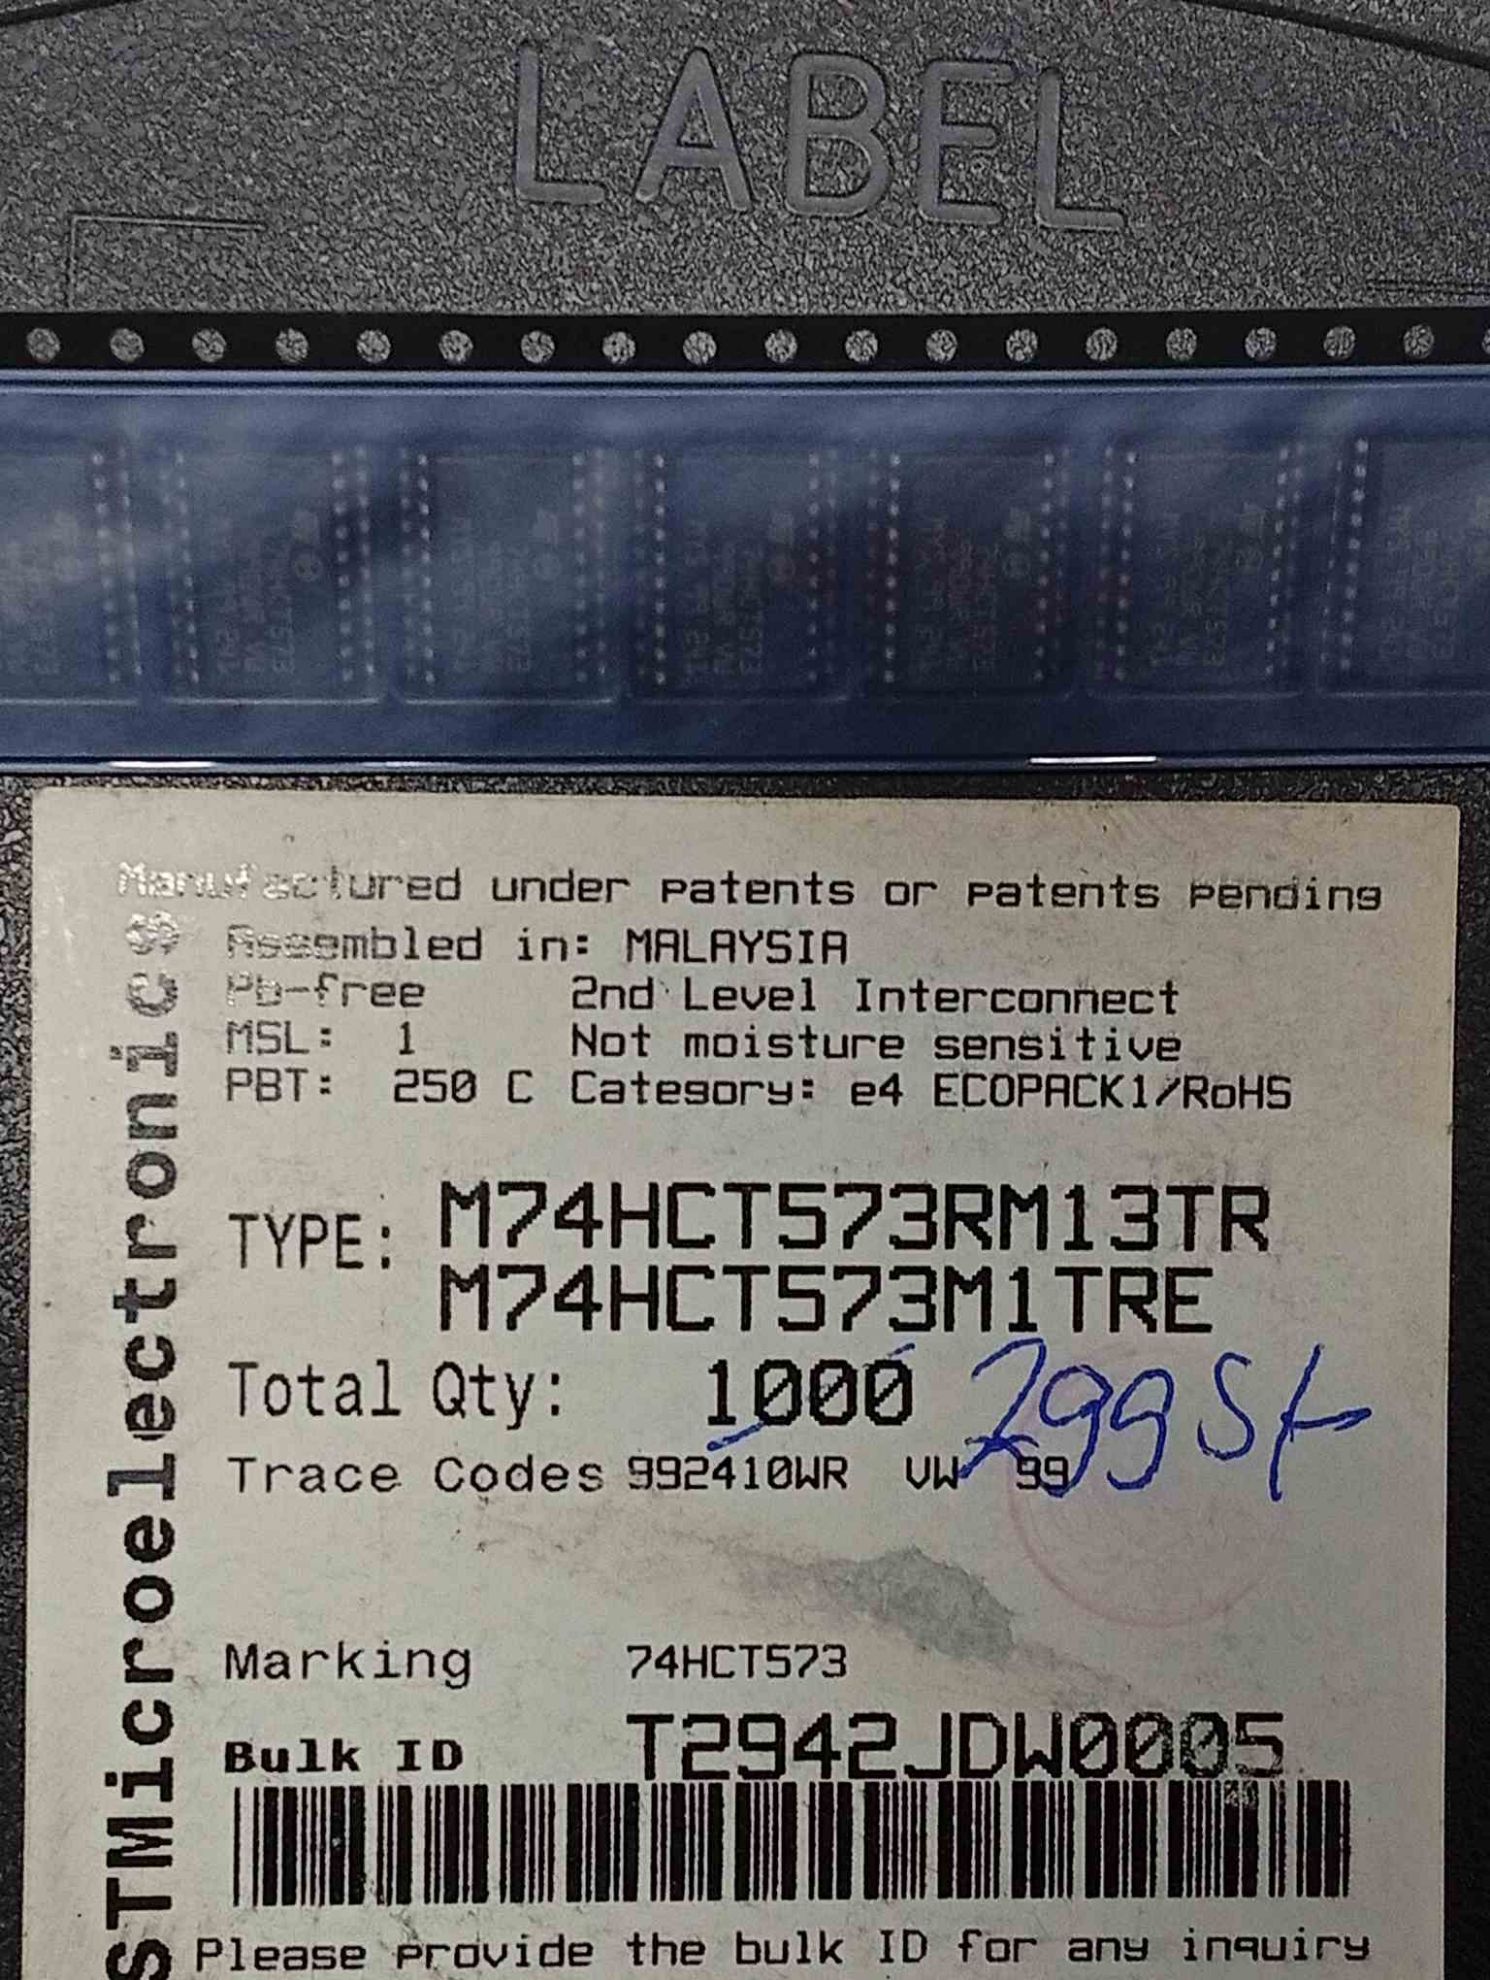 LABEL
STMicroelectronics
Manufactured under patents or patents pending
Assembled in: MALAYSIA
Pb-free 2nd Level Interconnect
MSL: 1 Not moisture sensitive
PBT: 250 C Category: e4 ECOPACK1/RoHS
TYPE: M74HCT573RM13TR
M74HCT573M1TRE
Total Qty: 1000 799 St
Trace Codes 992410WR VW 99
Marking 74HCT573
Bulk ID T2942JDW0005
Please provide the bulk ID for any inquiry